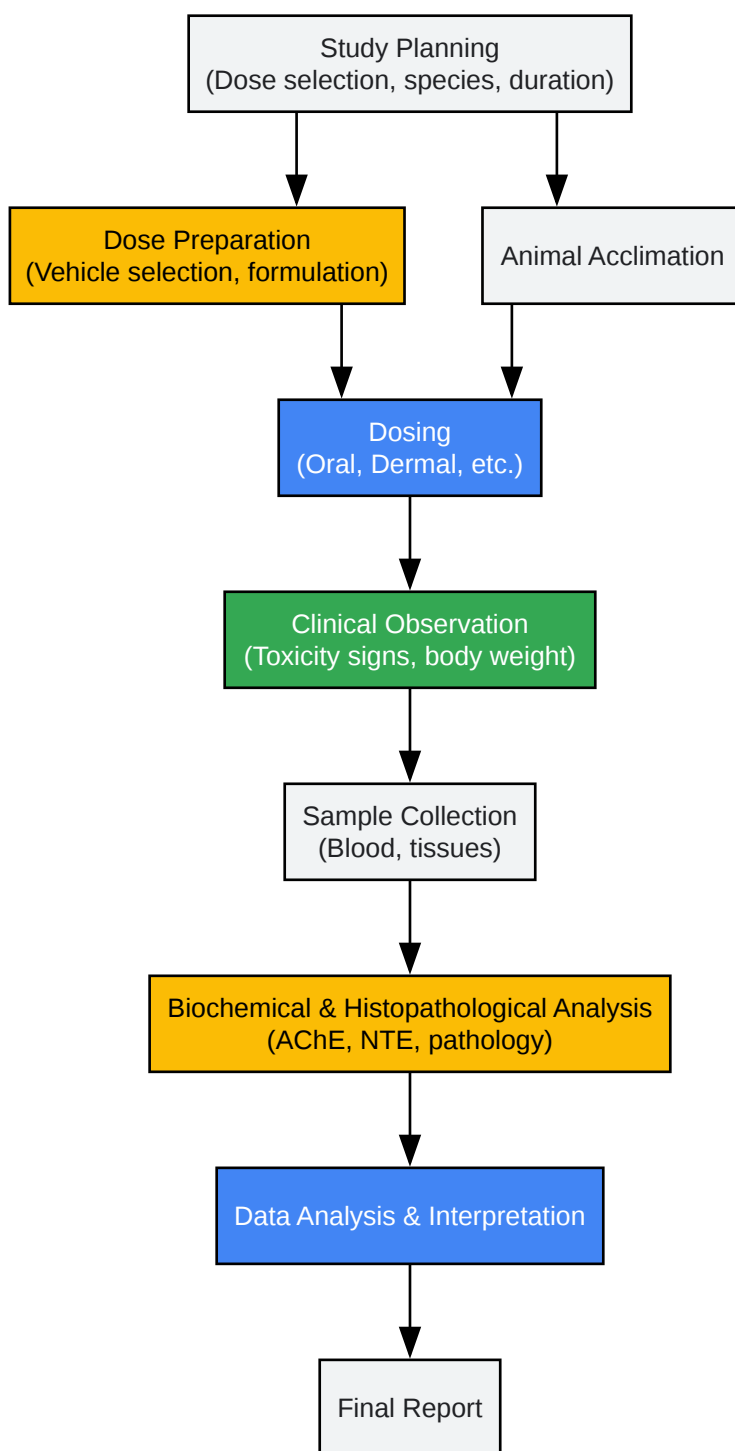 Study Planning
(Dose selection, species, duration)
Dose Preparation
(Vehicle selection, formulation)
Animal Acclimation
Dosing
(Oral, Dermal, etc.)
Clinical Observation
(Toxicity signs, body weight)
Sample Collection
(Blood, tissues)
Biochemical & Histopathological Analysis
(AChE, NTE, pathology)
Data Analysis & Interpretation
Final Report